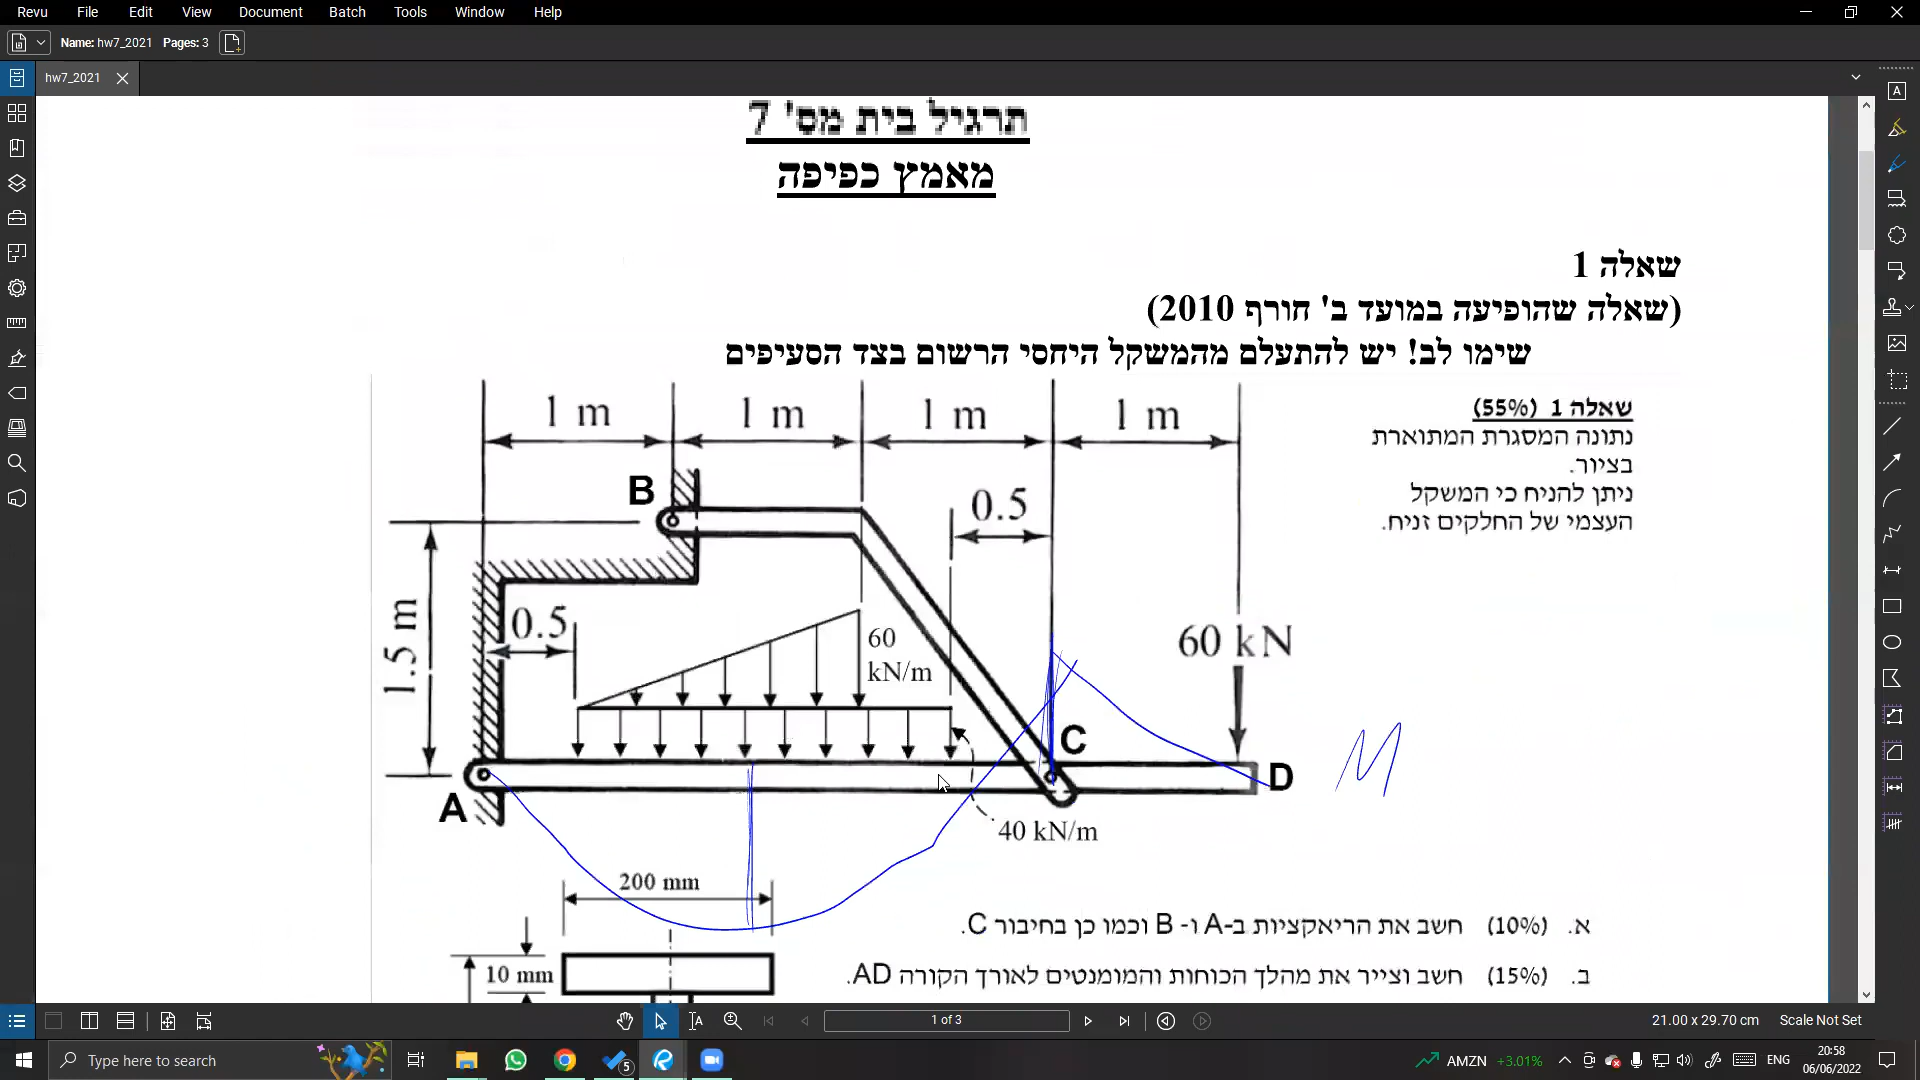 Revu File Edit View Document Batch Tools Window Help
Name: hw7_2021 Pages: 3
hw7_2021
תרגיל בית מס' 7
מאמץ כפיפה
שאלה 1
(שאלה שהופיעה במועד ב' חורף 2010)
שימו לב! יש להתעלם מהמשקל היחסי הרשום בצד הסעיפים
שאלה 1 (55%)
נתונה המסגרת המתוארת
בציור.
ניתן להניח כי המשקל
העצמי של החלקים זניח.
1 m 1 m 1 m 1 m
B
0.5
1.5 m
0.5
60
kN/m
60 kN
C
D
M
A
40 kN/m
200 mm
10 mm
א. (10%) חשב את הריאקציות ב-A ו- B וכמו כן בחיבור C.
ב. (15%) חשב וצייר את מהלך הכוחות והמומנטים לאורך הקורה AD.
1 of 3
21.00 x 29.70 cm Scale Not Set
Type here to search
5
AMZN +3.01%
ENG
20:58
06/06/2022